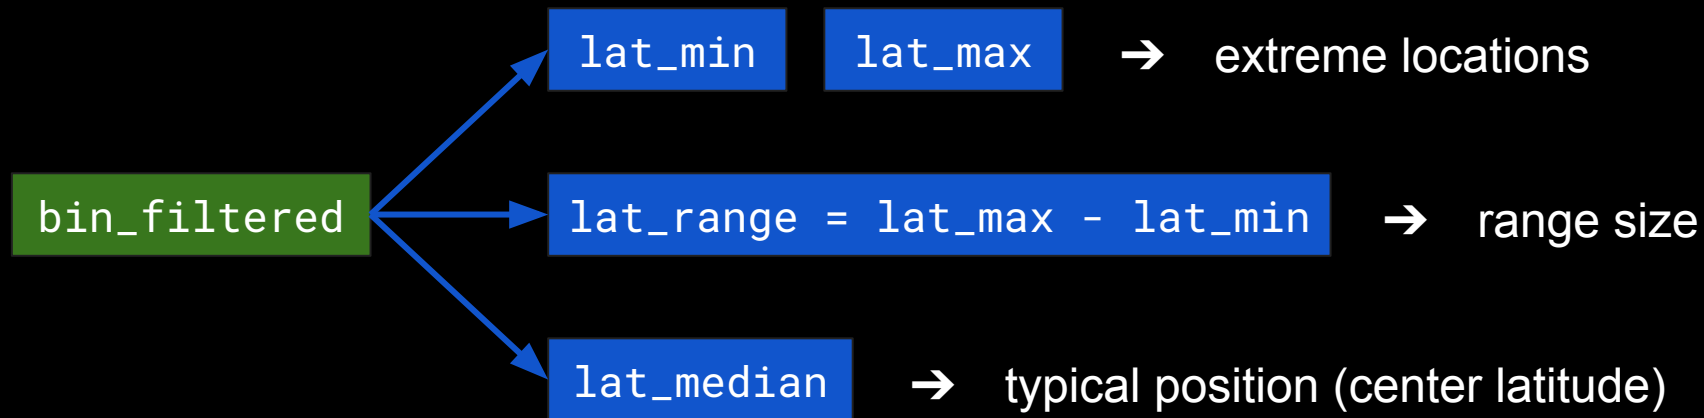 lat_min lat_max ➔ extreme locations
bin_filtered lat_range = lat_max - lat_min ➔ range size
lat_median ➔ typical position (center latitude)